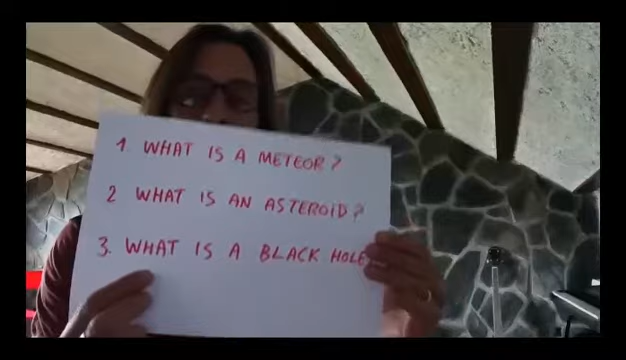 1. WHAT IS A METEOR?
2 WHAT IS AN ASTEROID?
3. WHAT IS A BLACK HOLE